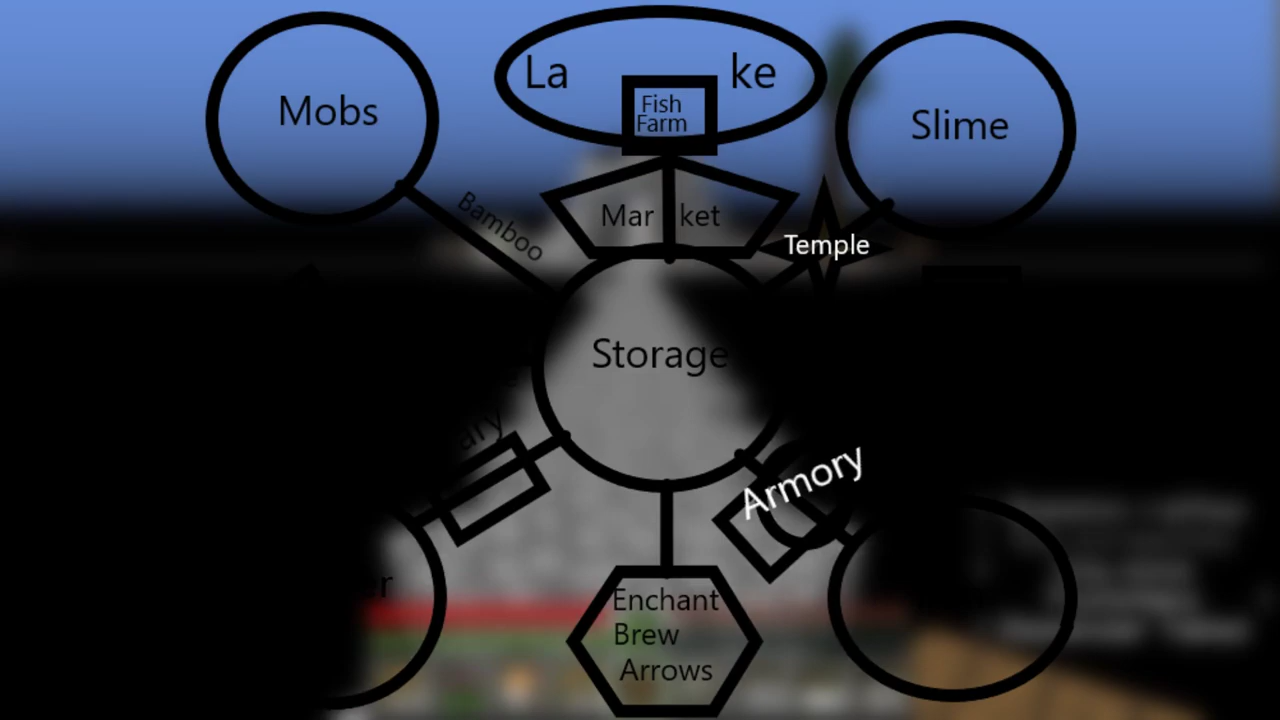 Mobs
La ke
Fish
Farm
Slime
Bamboo
Mar ket
Temple
Storage
Armory
Enchant
Brew
Arrows